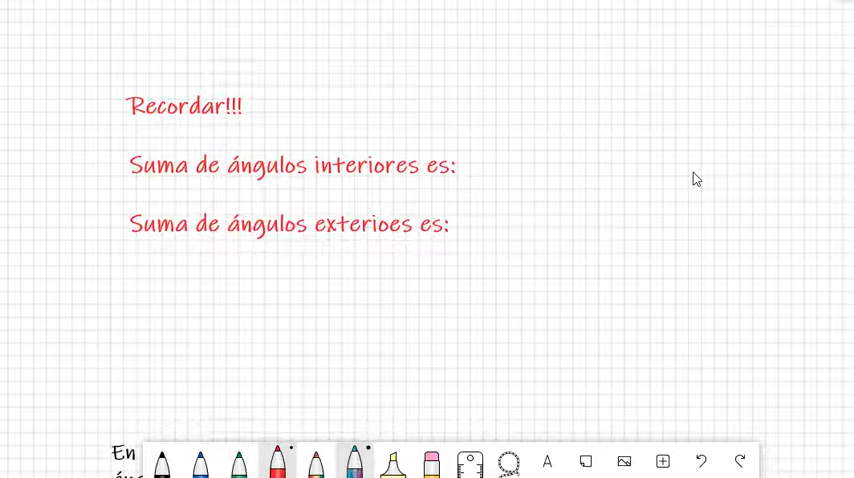 Recordar!!!
Suma de ángulos interiores es:
Suma de ángulos exterioes es:
En